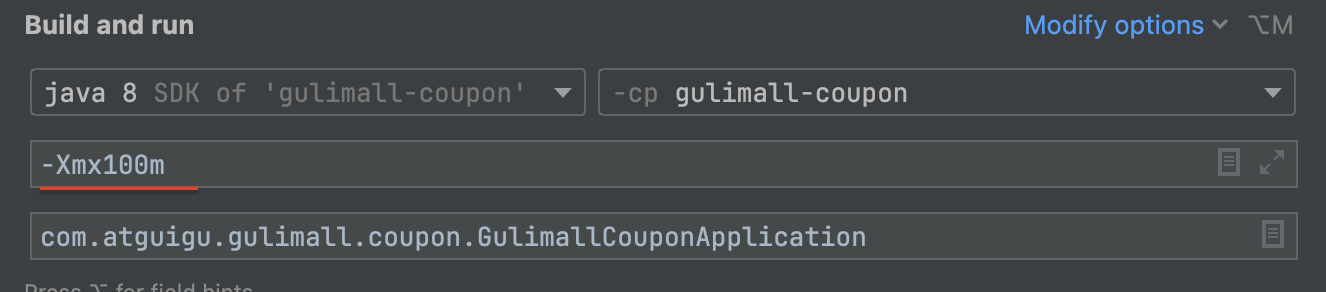 Build and run
Modify options ⌥M
java 8 SDK of 'gulimall-coupon'
-cp gulimall-coupon
-Xmx100m
com.atguigu.gulimall.coupon.GulimallCouponApplication
Press ⌥ for field hints